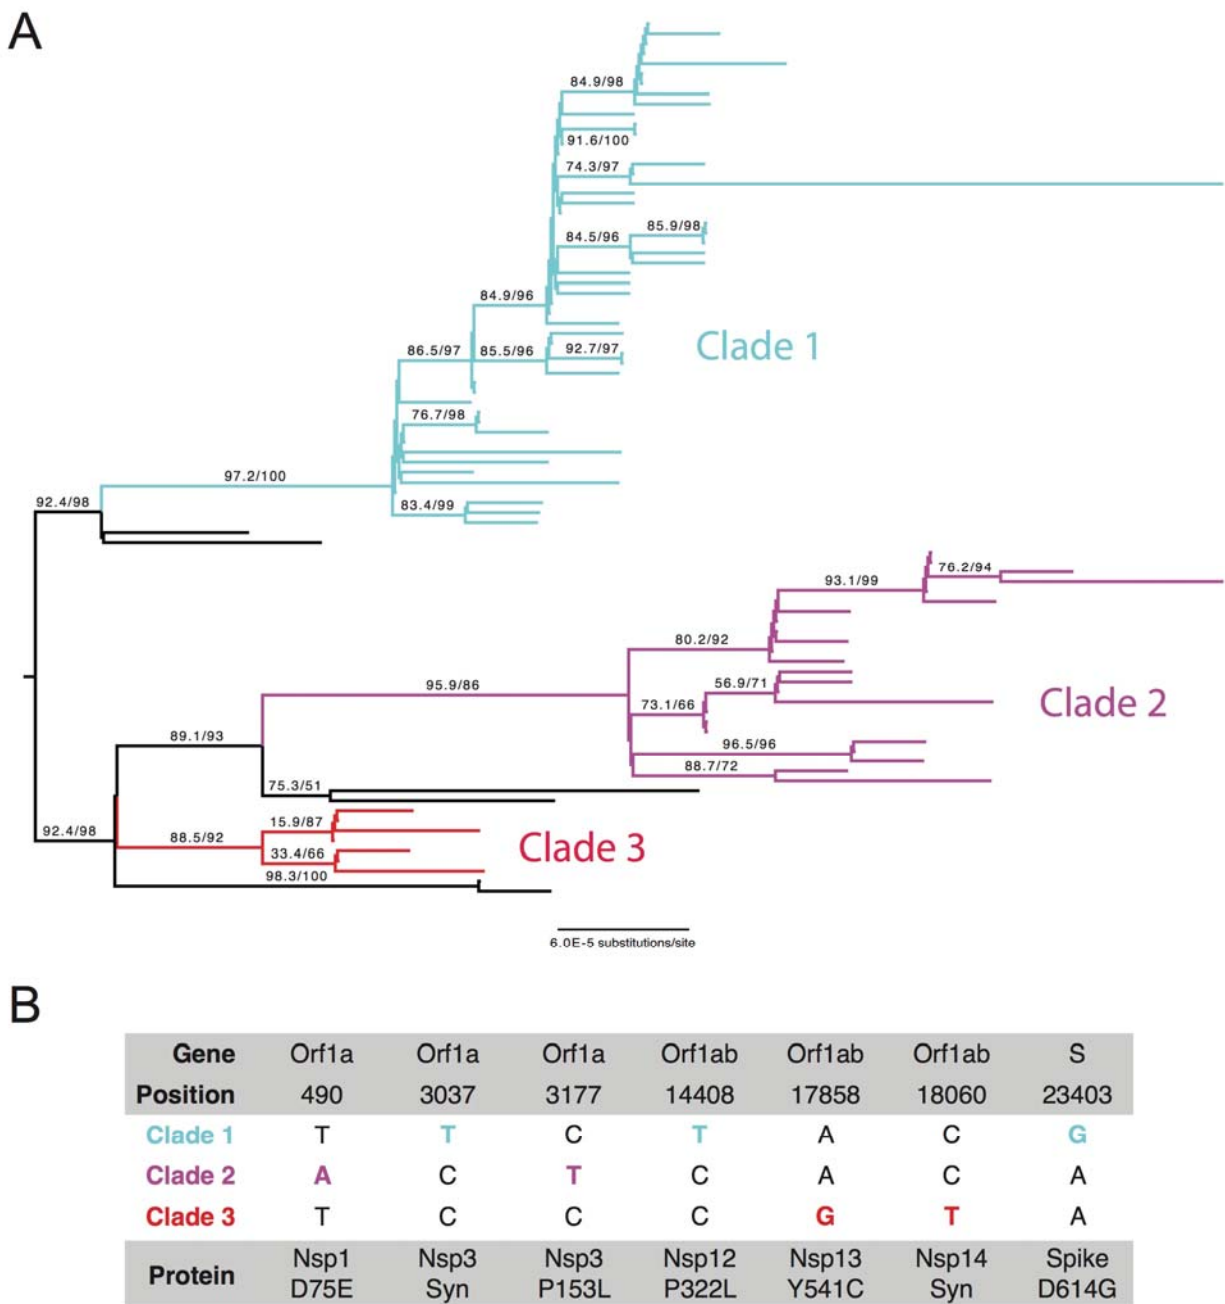 A
84.9/98
91.6/100
74.3/97
85.9/98
84.5/96
84.9/96
Clade 1
86.5/97
85.5/96
92.7/97
76.7/98
97.2/100
92.4/98
83.4/99
76.2/94
93.1/99
80.2/92
56.9/71
95.9/86
Clade 2
73.1/66
89.1/93
96.5/96
88.7/72
75.3/51
15.9/87
92.4/98
88.5/92
Clade 3
33.4/66
98.3/100
6.0E-5 substitutions/site
B
Gene Orf1a Orf1a Orf1a Orf1ab Orf1ab Orf1ab S
Position 490 3037 3177 14408 17858 18060 23403
Clade 1 T T C T A C G
Clade 2 A C T C A C A
Clade 3 T C C C G T A
Protein Nsp1 Nsp3 Nsp3 Nsp12 Nsp13 Nsp14 Spike
D75E Syn P153L P322L Y541C Syn D614G